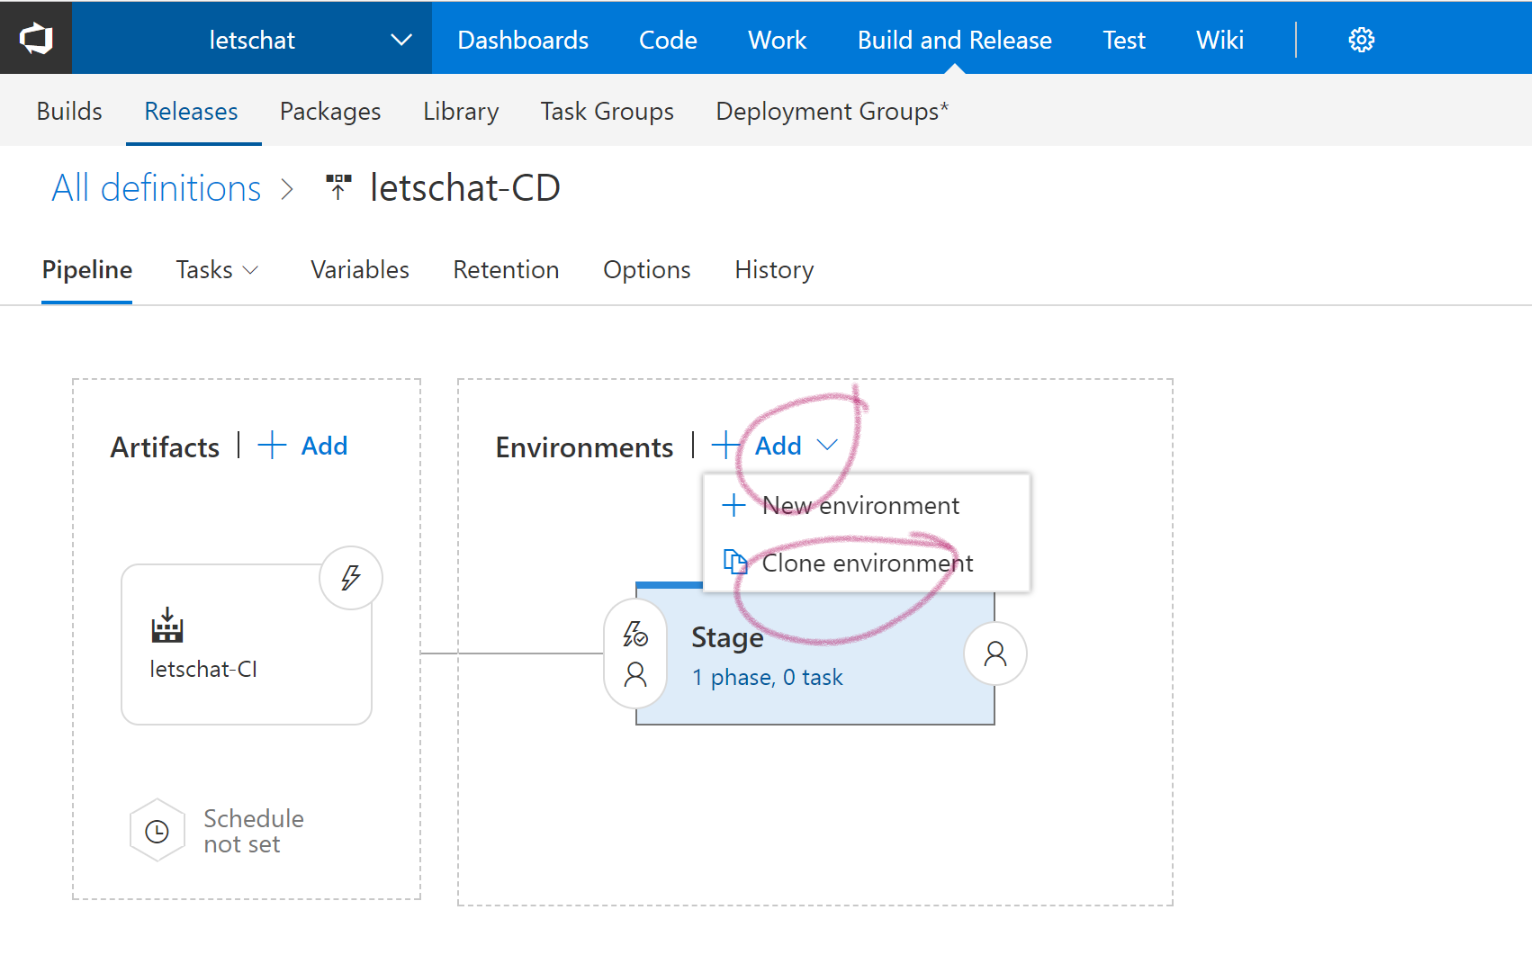 letschat Dashboards Code Work Build and Release Test Wiki
Builds Releases Packages Library Task Groups Deployment Groups*
All definitions > letschat-CD
Pipeline Tasks Variables Retention Options History
Artifacts | + Add
letschat-CI
Schedule
not set
Environments | + Add
+ New environment
Clone environment
Stage
1 phase, 0 task